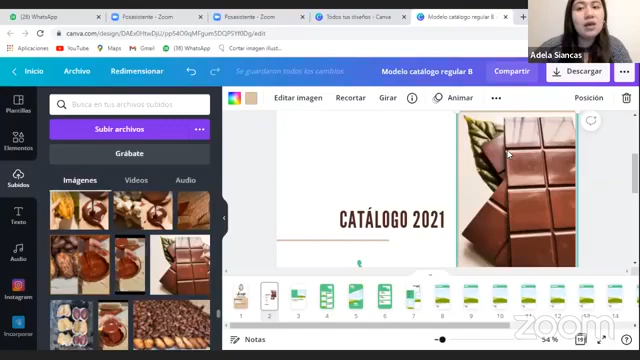 (28) WhatsApp
Posasistente - Zoom
Posasistente - Zoom
Todos tus diseños - Canva
Modelo catálogo regular B -
canva.com/design/
/edit
Aplicaciones
YouTube
Maps
Gmail
(16) WhatsApp
Cortar imagen ilust...
Adela Siancas
Inicio
Archivo
Redimensionar
Se guardaron todos los cambios
Modelo catálogo regular B
Compartir
Descargar
Plantillas
Elementos
Subidos
Texto
Audio
Instagram
Incorporar
Busca en tus archivos subidos
Subir archivos
Grábate
Imágenes
Videos
Audio
Editar imagen
Recortar
Girar
Animar
Posición
CATÁLOGO 2021
1
2
3
4
5
6
7
8
9
10
11
12
13
14
Notas
54 %
19
zoom